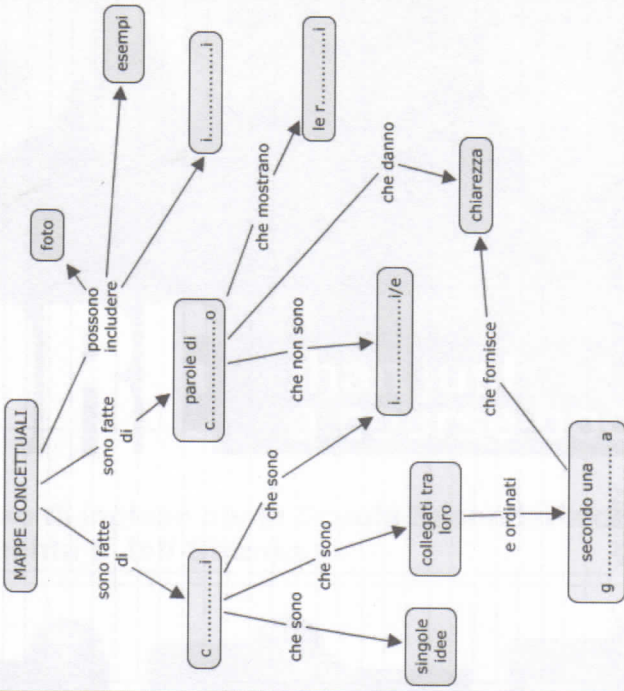 MAPPE CONCETTUALI
possono
includere
foto
esempi
i....................i
sono fatte
di
parole di
c....................o
che mostrano
le r.............i
che danno
chiarezza
che non sono
i................i/e
sono fatte
di
c ................i
che sono
che sono
che sono
singole
idee
collegati tra
loro
e ordinati
secondo una
g ........................ a
che fornisce